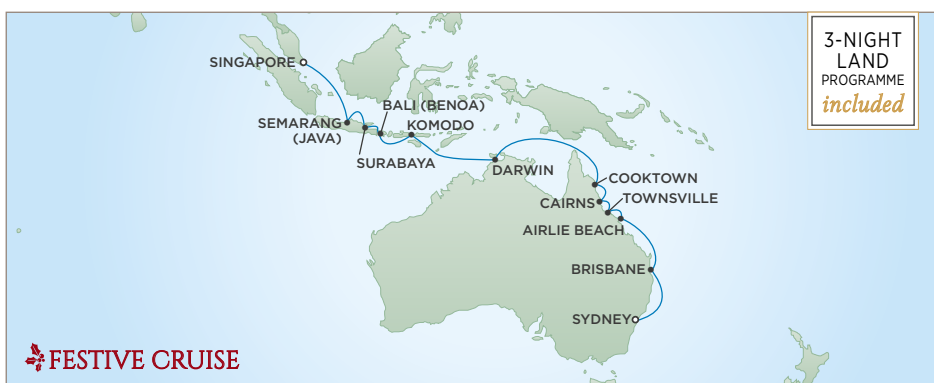 3-NIGHT
LAND
PROGRAMME
included
SINGAPORE
BALI (BENOA)
SEMARANG
(JAVA)
KOMODO
SURABAYA
DARWIN
COOKTOWN
CAIRNS
TOWNSVILLE
AIRLIE BEACH
BRISBANE
SYDNEY
FESTIVE CRUISE